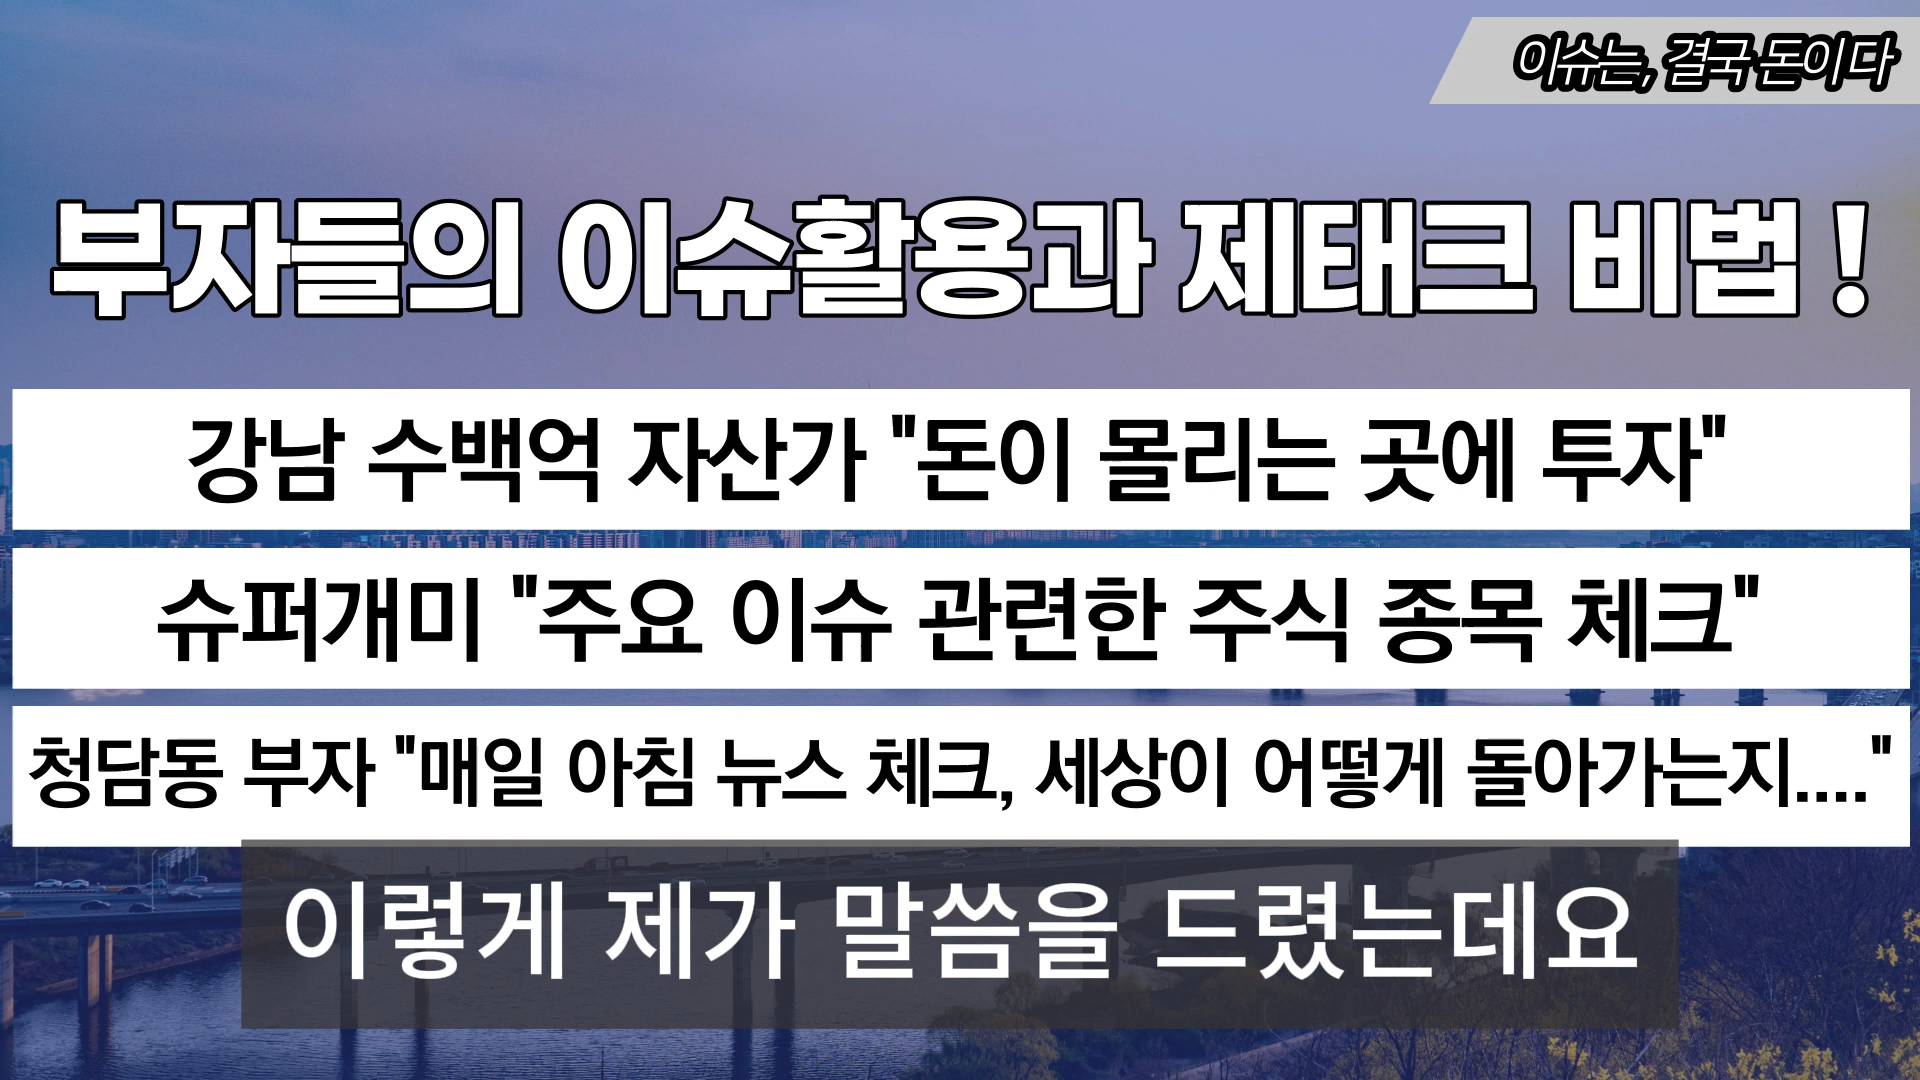 이슈는, 결국 돈이다
부자들의 이슈활용과 제태크 비법 !
강남 수백억 자산가 "돈이 몰리는 곳에 투자"
슈퍼개미 "주요 이슈 관련한 주식 종목 체크"
청담동 부자 "매일 아침 뉴스 체크, 세상이 어떻게 돌아가는지...."
이렇게 제가 말씀을 드렸는데요